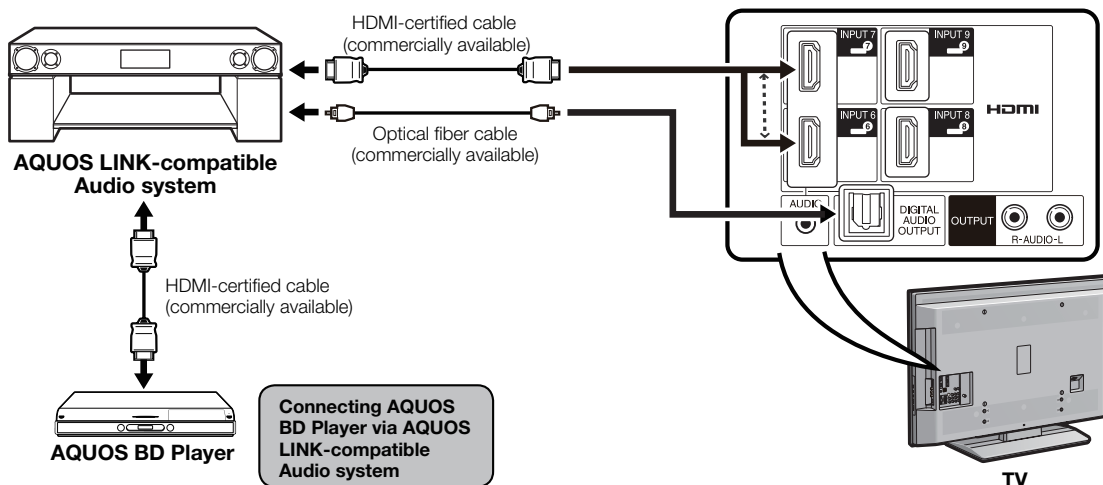 HDMI-certified cable
(commercially available)
Optical fiber cable
(commercially available)
AQUOS LINK-compatible
Audio system
HDMI-certified cable
(commercially available)
AQUOS BD Player
Connecting AQUOS
BD Player via AQUOS
LINK-compatible
Audio system
INPUT 7
7
INPUT 9
9
INPUT 6
6
INPUT 8
8
HDMI
AUDIO
DIGITAL
AUDIO
OUTPUT
OUTPUT
R-AUDIO-L
TV